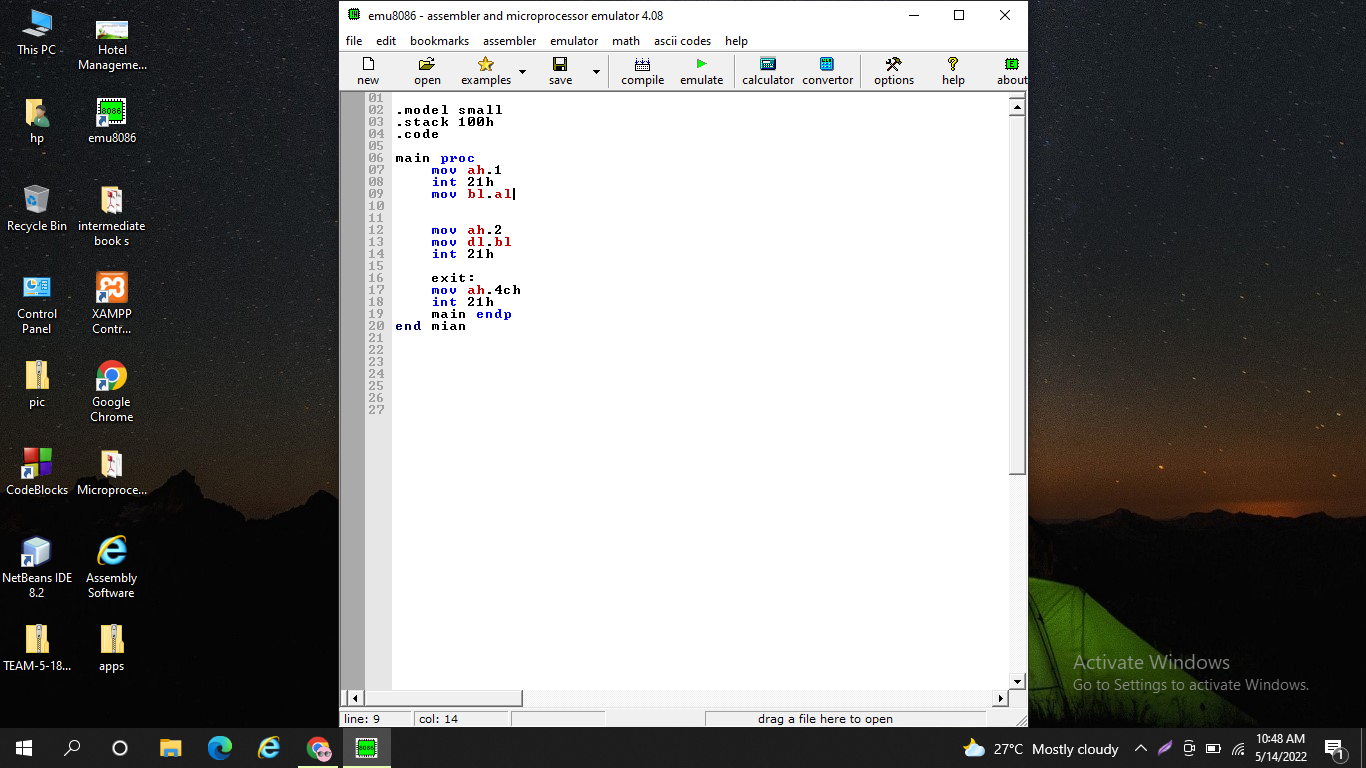 This PC
Hotel
Manageme...
hp
emu8086
Recycle Bin
intermediate
book s
Control
Panel
XAMPP
Contr...
pic
Google
Chrome
CodeBlocks
Microproce...
NetBeans IDE
8.2
Assembly
Software
TEAM-5-18...
apps
emu8086 - assembler and microprocessor emulator 4.08
file edit bookmarks assembler emulator math ascii codes help
new open examples save compile emulate calculator convertor options help about
01
02 .model small
03 .stack 100h
04 .code
05
06 main proc
07 mov ah.1
08 int 21h
09 mov bl.al
10
11
12 mov ah.2
13 mov dl.bl
14 int 21h
15
16 exit:
17 mov ah.4ch
18 int 21h
19 main endp
20 end mian
21
22
23
24
25
26
27
line: 9 col: 14 drag a file here to open
Activate Windows
Go to Settings to activate Windows.
27°C Mostly cloudy
10:48 AM
5/14/2022
1